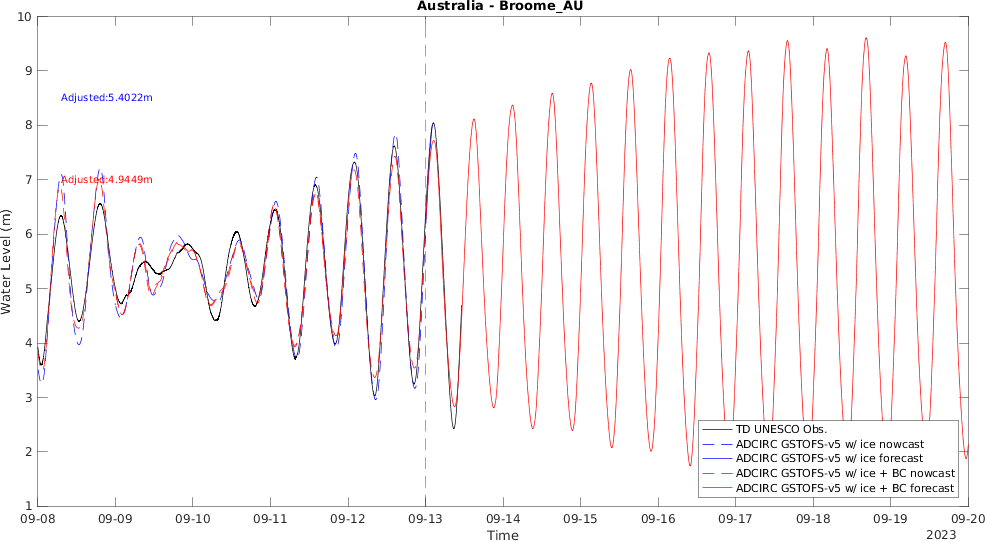 Australia - Broome_AU
10
9
8
7
6
5
4
3
2
1
Water Level (m)
Adjusted:5.4022m
Adjusted:4.9449m
TD UNESCO Obs.
ADCIRC GSTOFS-v5 w/ ice nowcast
ADCIRC GSTOFS-v5 w/ ice forecast
ADCIRC GSTOFS-v5 w/ ice + BC nowcast
ADCIRC GSTOFS-v5 w/ ice + BC forecast
09-08 09-09 09-10 09-11 09-12 09-13 09-14 09-15 09-16 09-17 09-18 09-19 09-20
Time
2023